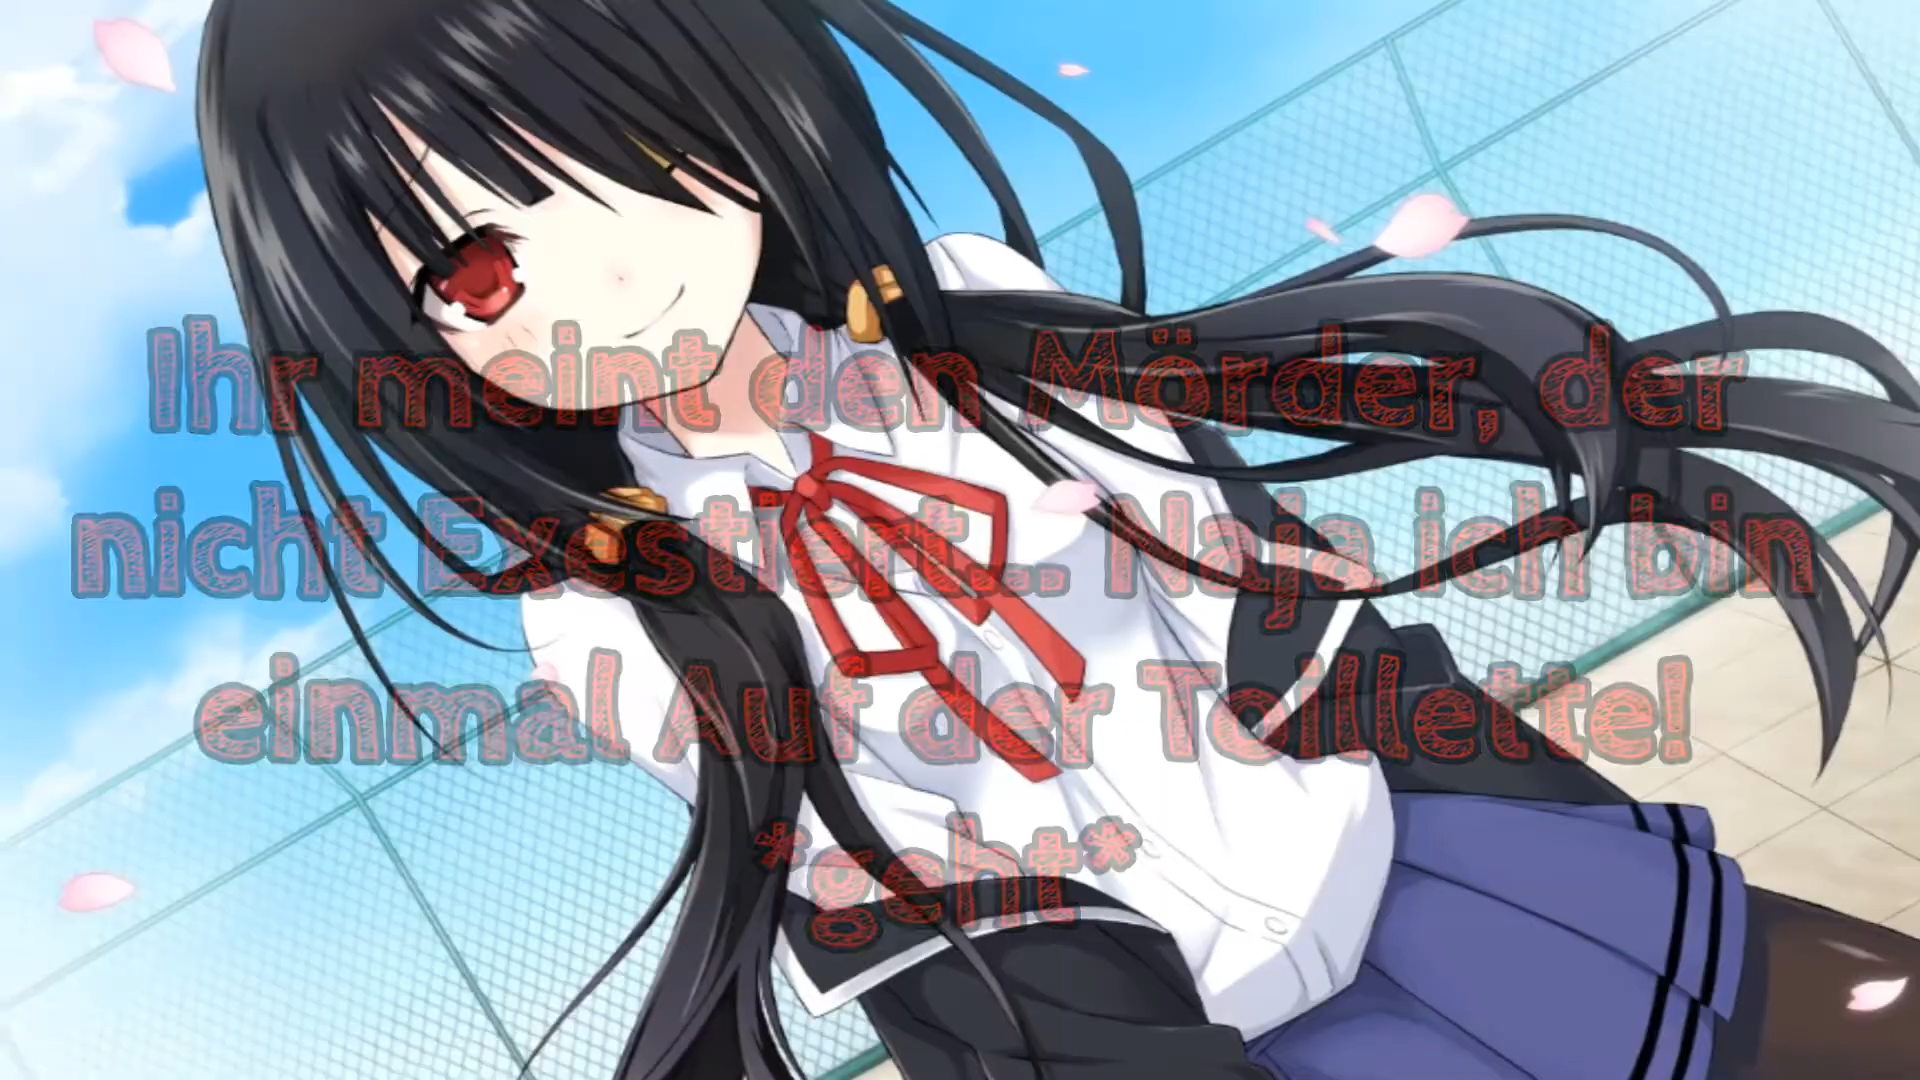 Ihr meint den Mörder, der
nicht Exestiert... Naja ich bin
einmal Auf der Toillette!
*geht*